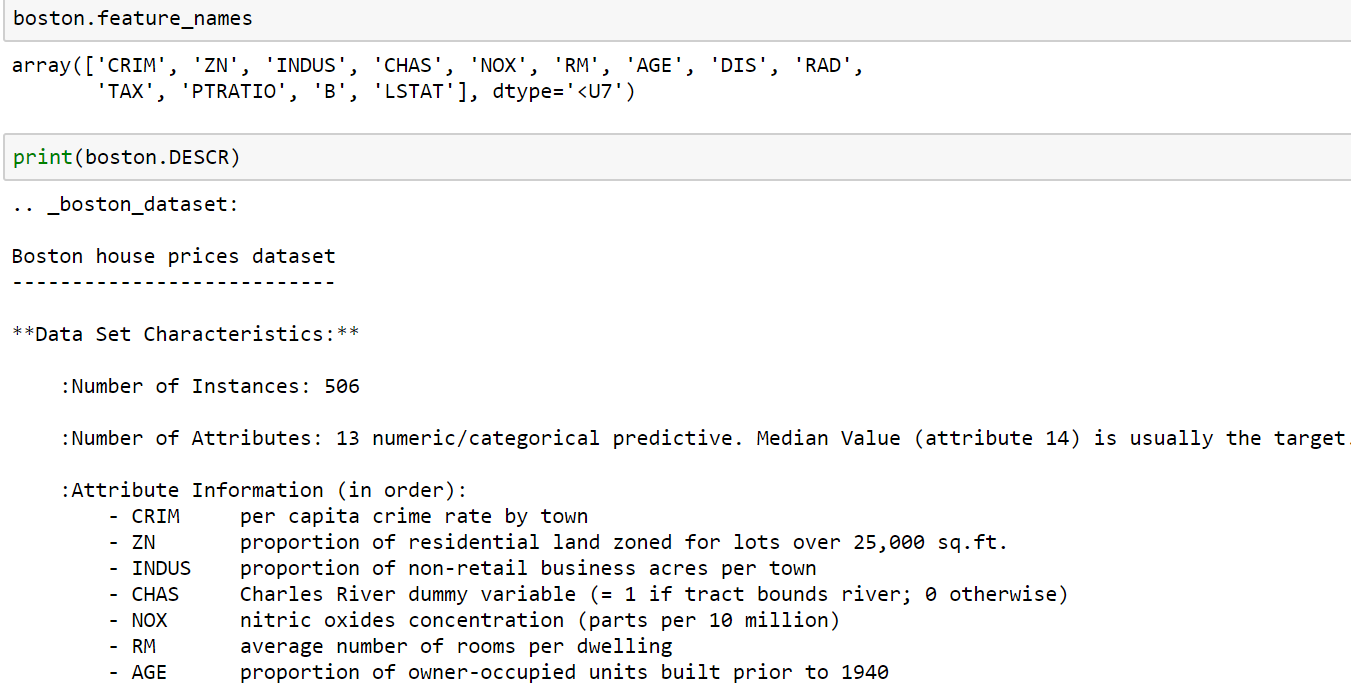 boston.feature_names
array(['CRIM', 'ZN', 'INDUS', 'CHAS', 'NOX', 'RM', 'AGE', 'DIS', 'RAD',
       'TAX', 'PTRATIO', 'B', 'LSTAT'], dtype='<U7')
print(boston.DESCR)
.. _boston_dataset:
Boston house prices dataset
---------------------------
**Data Set Characteristics:**
    :Number of Instances: 506
    :Number of Attributes: 13 numeric/categorical predictive. Median Value (attribute 14) is usually the target.
    :Attribute Information (in order):
        - CRIM     per capita crime rate by town
        - ZN       proportion of residential land zoned for lots over 25,000 sq.ft.
        - INDUS    proportion of non-retail business acres per town
        - CHAS     Charles River dummy variable (= 1 if tract bounds river; 0 otherwise)
        - NOX      nitric oxides concentration (parts per 10 million)
        - RM       average number of rooms per dwelling
        - AGE      proportion of owner-occupied units built prior to 1940